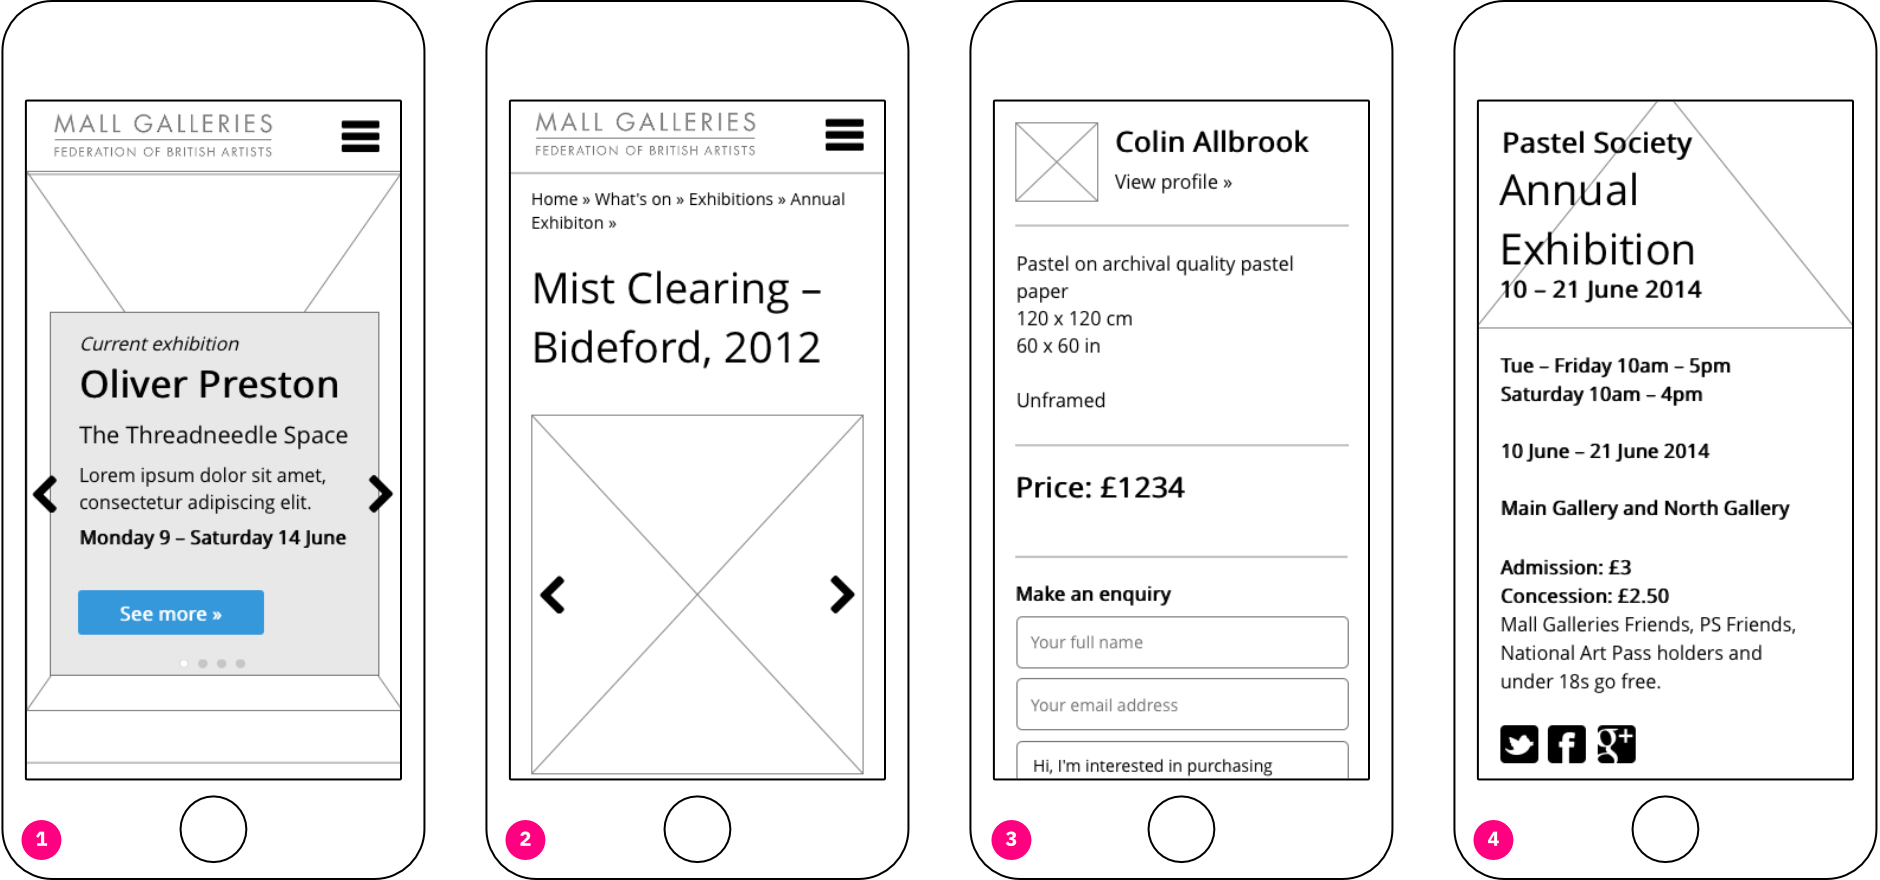 MALL GALLERIES
FEDERATION OF BRITISH ARTISTS
Current exhibition
Oliver Preston
The Threadneedle Space
Lorem ipsum dolor sit amet,
consectetur adipiscing elit.
Monday 9 – Saturday 14 June
See more »
1
MALL GALLERIES
FEDERATION OF BRITISH ARTISTS
Home » What's on » Exhibitions » Annual
Exhibiton »
Mist Clearing –
Bideford, 2012
2
Colin Allbrook
View profile »
Pastel on archival quality pastel
paper
120 x 120 cm
60 x 60 in
Unframed
Price: £1234
Make an enquiry
Your full name
Your email address
Hi, I'm interested in purchasing
3
Pastel Society
Annual
Exhibition
10 – 21 June 2014
Tue – Friday 10am – 5pm
Saturday 10am – 4pm
10 June – 21 June 2014
Main Gallery and North Gallery
Admission: £3
Concession: £2.50
Mall Galleries Friends, PS Friends,
National Art Pass holders and
under 18s go free.
4